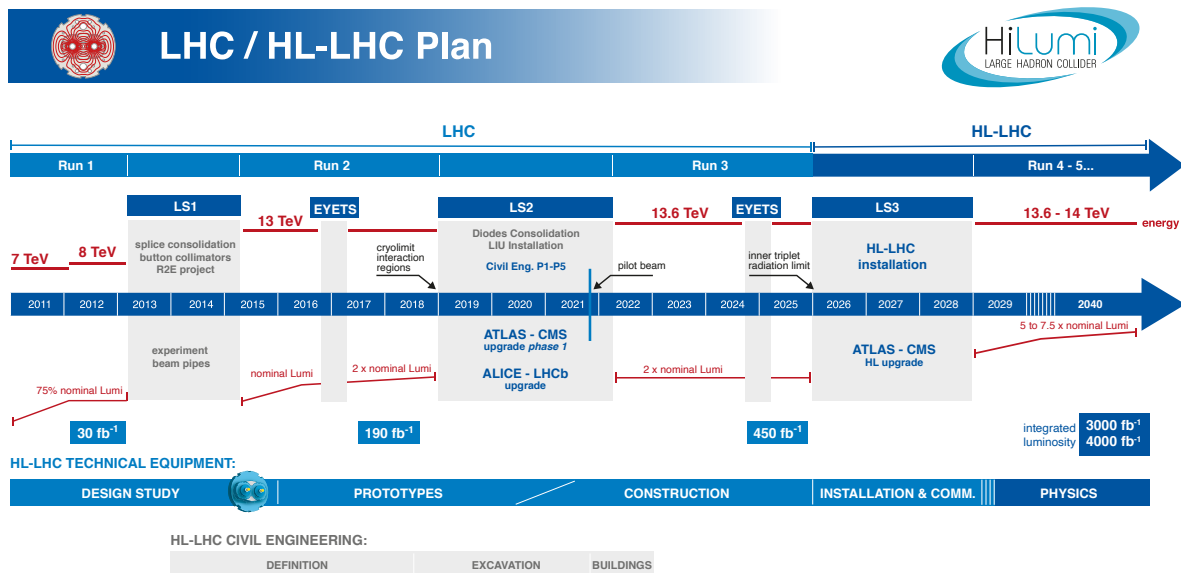 LHC / HL-LHC Plan
HiLumi
LARGE HADRON COLLIDER
LHC
HL-LHC
Run 1
Run 2
Run 3
Run 4 - 5...
LS1
EYETS
LS2
EYETS
LS3
7 TeV
8 TeV
13 TeV
13.6 TeV
13.6 - 14 TeV
energy
splice consolidation
button collimators
R2E project
cryolimit
interaction
regions
Diodes Consolidation
LIU Installation
Civil Eng. P1-P5
pilot beam
inner triplet
radiation limit
HL-LHC
installation
2011 2012 2013 2014 2015 2016 2017 2018 2019 2020 2021 2022 2023 2024 2025 2026 2027 2028 2029 2040
experiment
beam pipes
75% nominal Lumi
nominal Lumi
2 x nominal Lumi
ATLAS - CMS
upgrade phase 1
ALICE - LHCb
upgrade
2 x nominal Lumi
ATLAS - CMS
HL upgrade
5 to 7.5 x nominal Lumi
30 fb⁻¹
190 fb⁻¹
450 fb⁻¹
integrated
luminosity
3000 fb⁻¹
4000 fb⁻¹
HL-LHC TECHNICAL EQUIPMENT:
DESIGN STUDY
PROTOTYPES
CONSTRUCTION
INSTALLATION & COMM.
PHYSICS
HL-LHC CIVIL ENGINEERING:
DEFINITION
EXCAVATION
BUILDINGS